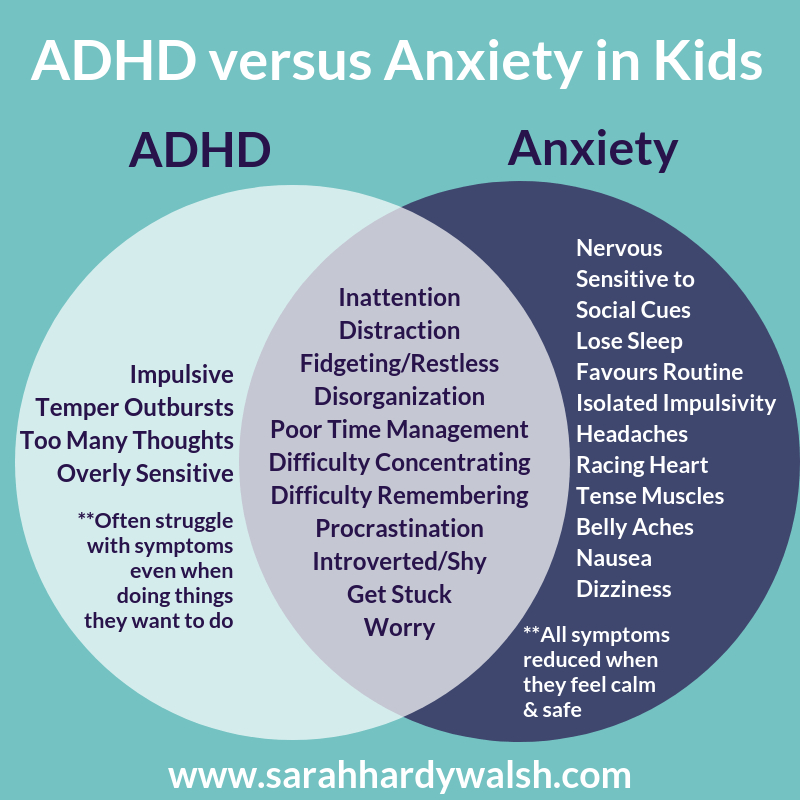 ADHD versus Anxiety in Kids
ADHD
Impulsive
Temper Outbursts
Too Many Thoughts
Overly Sensitive
**Often struggle
with symptoms
even when
doing things
they want to do
Inattention
Distraction
Fidgeting/Restless
Disorganization
Poor Time Management
Difficulty Concentrating
Difficulty Remembering
Procrastination
Introverted/Shy
Get Stuck
Worry
Anxiety
Nervous
Sensitive to
Social Cues
Lose Sleep
Favours Routine
Isolated Impulsivity
Headaches
Racing Heart
Tense Muscles
Belly Aches
Nausea
Dizziness
**All symptoms
reduced when
they feel calm
& safe
www.sarahhardywalsh.com